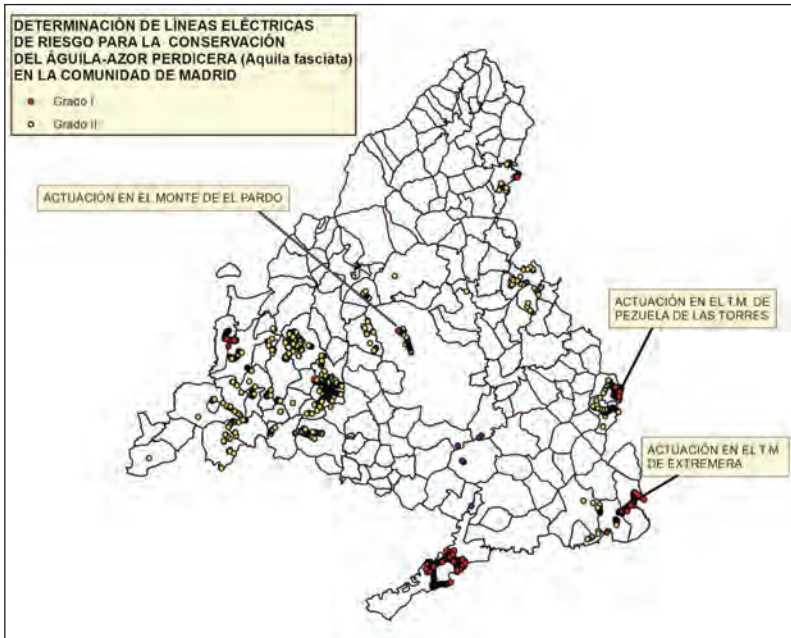 DETERMINACIÓN DE LÍNEAS ELÉCTRICAS
DE RIESGO PARA LA CONSERVACIÓN
DEL ÁGUILA-AZOR PERDICERA (Aquila fasciata)
EN LA COMUNIDAD DE MADRID
Grado I
Grado II
ACTUACIÓN EN EL MONTE DE EL PARDO
ACTUACIÓN EN EL T.M. DE
PEZUELA DE LAS TORRES
ACTUACIÓN EN EL T.M
DE EXTREMERA